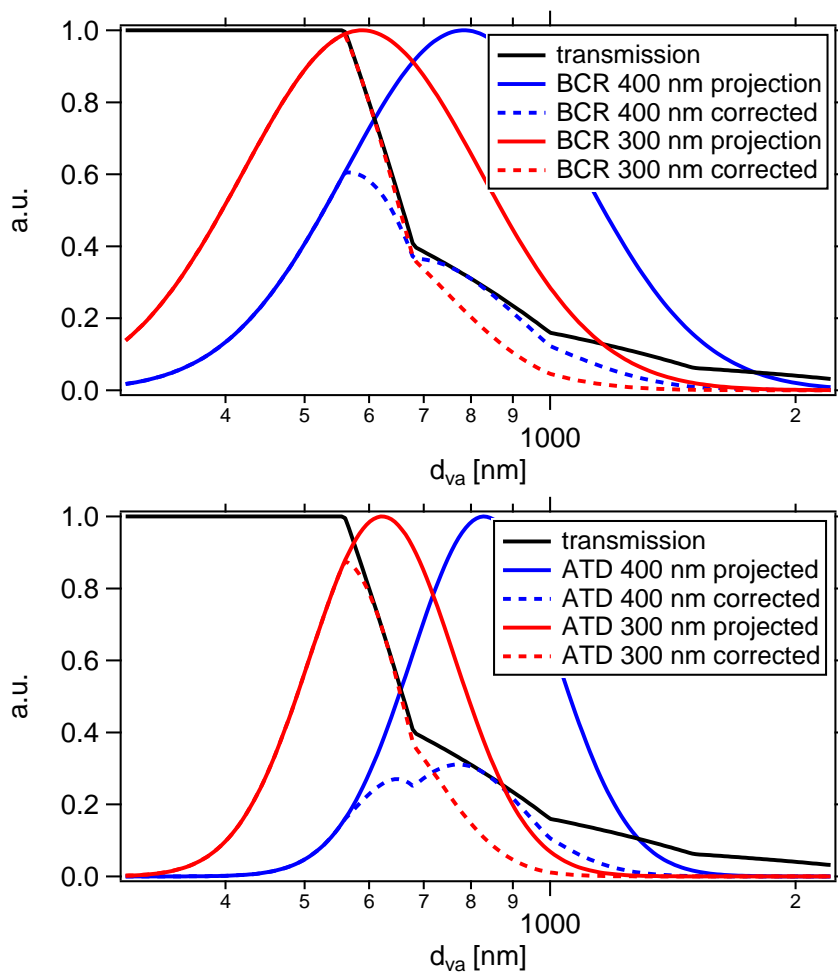 1.0
0.8
0.6
0.4
0.2
0.0
a.u.
transmission
BCR 400 nm projection
BCR 400 nm corrected
BCR 300 nm projection
BCR 300 nm corrected
4 5 6 7 8 9 2
1000
dva [nm]
1.0
0.8
0.6
0.4
0.2
0.0
a.u.
transmission
ATD 400 nm projected
ATD 400 nm corrected
ATD 300 nm projected
ATD 300 nm corrected
4 5 6 7 8 9 2
1000
dva [nm]